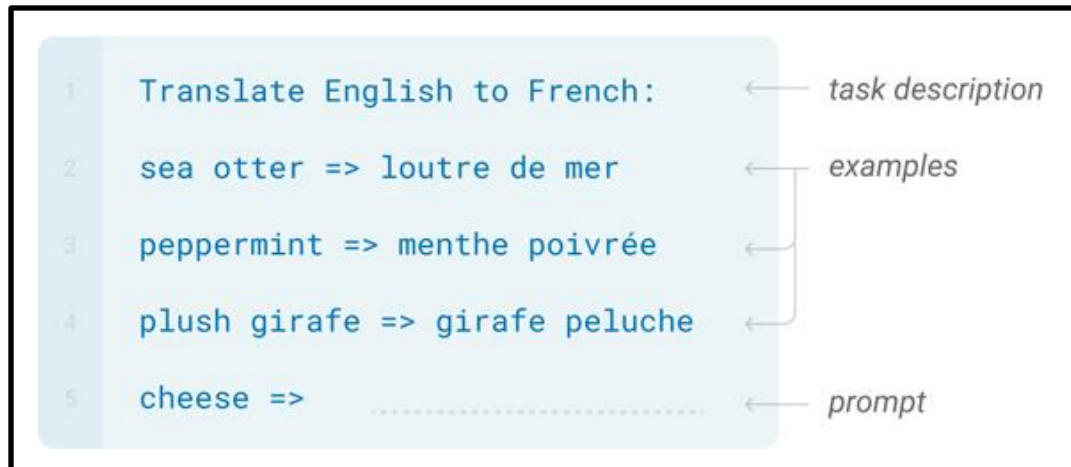 1 Translate English to French: task description
2 sea otter => loutre de mer examples
3 peppermint => menthe poivrée
4 plush girafe => girafe peluche
5 cheese => prompt